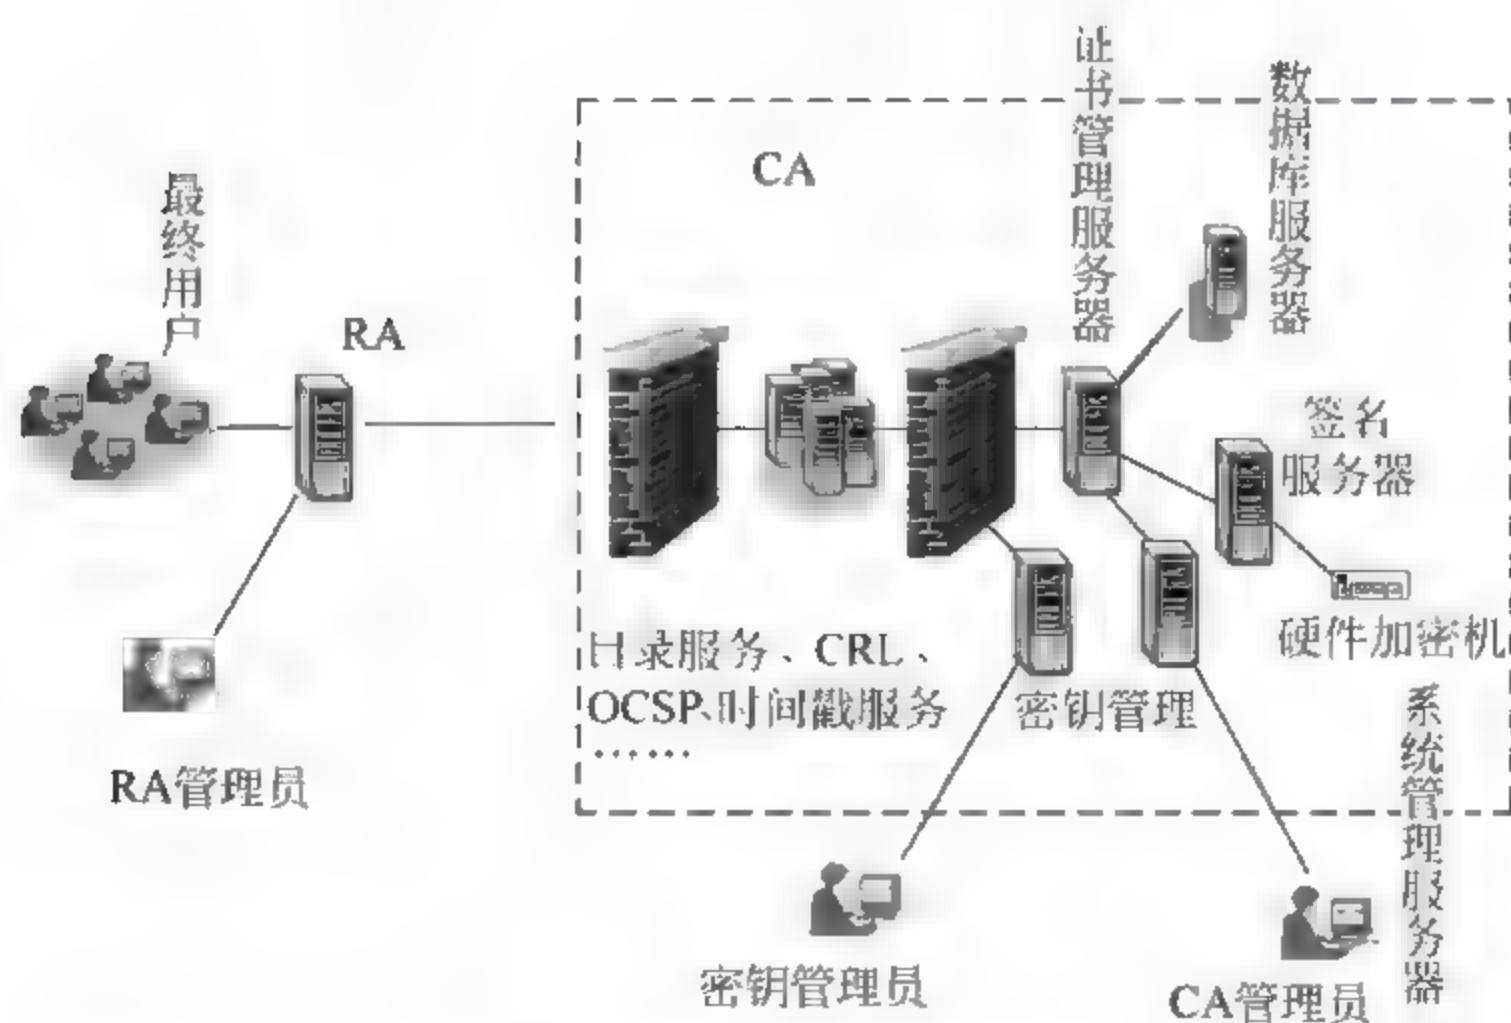 证书管理服务器
数据库服务器
CA
最终用户
RA
签名
服务器
硬件加密机
目录服务、CRL、
OCSP、时间戳服务
……
密钥管理
系统管理服务器
RA管理员
密钥管理员
CA管理员